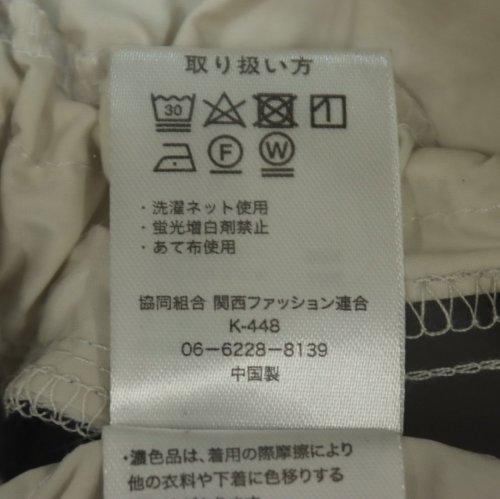 取り扱い方
30
F W
・洗濯ネット使用
・蛍光増白剤禁止
・あて布使用
協同組合 関西ファッション連合
K-448
06-6228-8139
中国製
・濃色品は、着用の際摩擦により
他の衣料や下着に色移りする